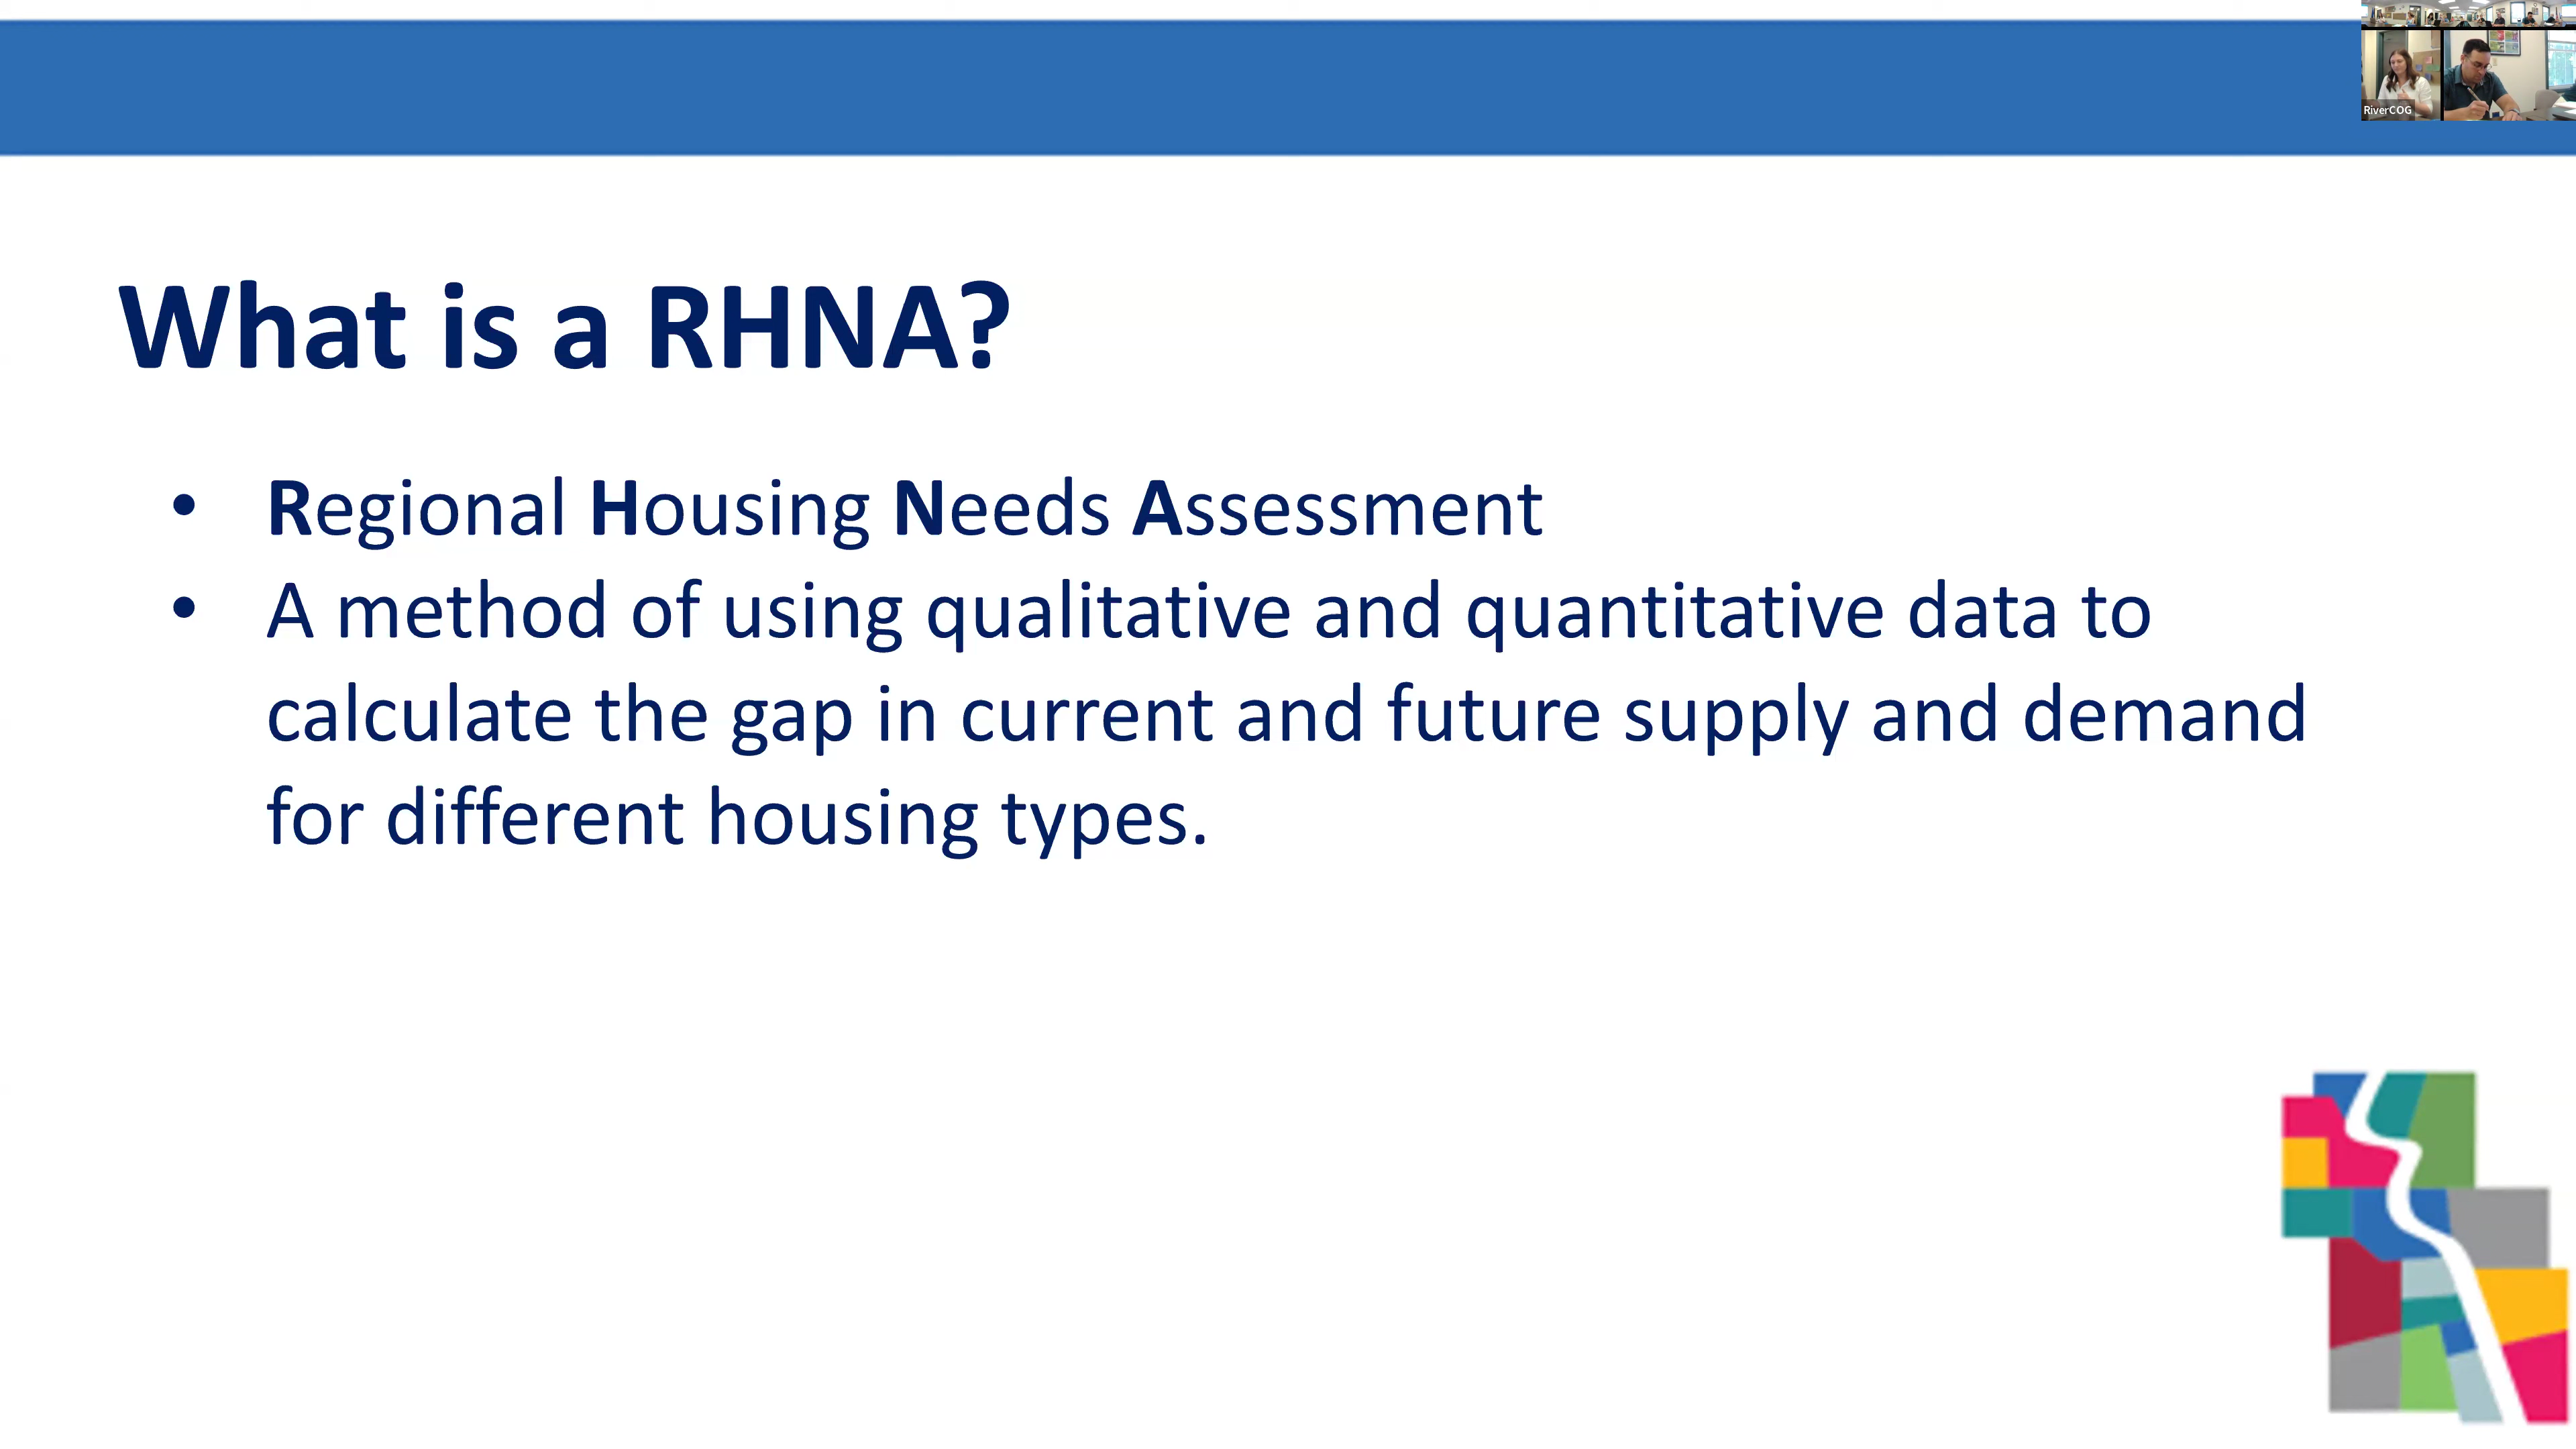 RiverCOG
What is a RHNA?
• Regional Housing Needs Assessment
• A method of using qualitative and quantitative data to
calculate the gap in current and future supply and demand
for different housing types.